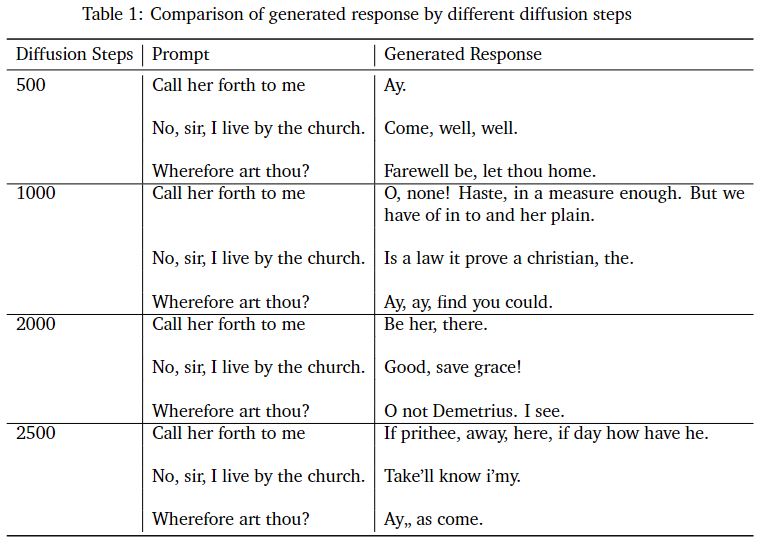 Table 1: Comparison of generated response by different diffusion steps
Diffusion Steps Prompt Generated Response
500 Call her forth to me Ay.
No, sir, I live by the church. Come, well, well.
Wherefore art thou? Farewell be, let thou home.
1000 Call her forth to me O, none! Haste, in a measure enough. But we
have of in to and her plain.
No, sir, I live by the church. Is a law it prove a christian, the.
Wherefore art thou? Ay, ay, find you could.
2000 Call her forth to me Be her, there.
No, sir, I live by the church. Good, save grace!
Wherefore art thou? O not Demetrius. I see.
2500 Call her forth to me If prithee, away, here, if day how have he.
No, sir, I live by the church. Take’ll know i’my.
Wherefore art thou? Ay,, as come.